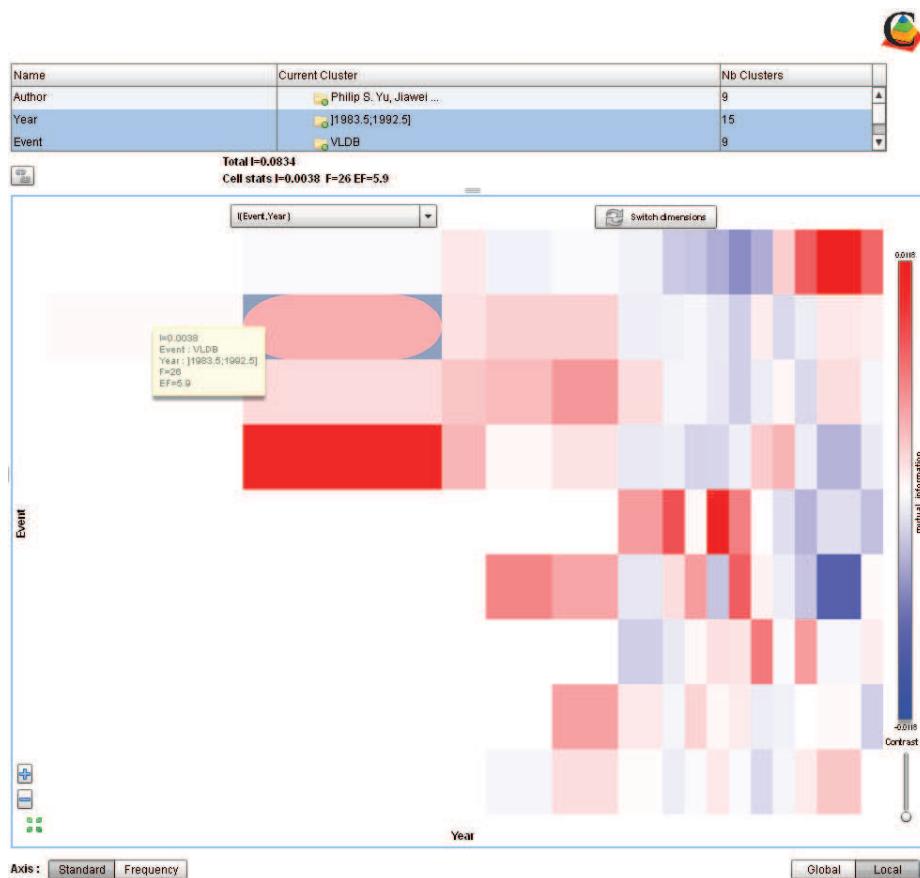 C
Name Current Cluster Nb Clusters
Author Philip S. Yu, Jiawei ... 9
Year ]1983.5;1992.5] 15
Event VLDB 9
Total I=0.0834
Cell stats I=0.0038 F=26 EF=5.9
I(Event,Year) Switch dimensions
0.0116
I=0.0038
Event : VLDB
Year : ]1983.5;1992.5]
F=26
EF=5.9
mutual_information
Event
-0.0116
Contrast
Year
Axis : Standard Frequency Global Local